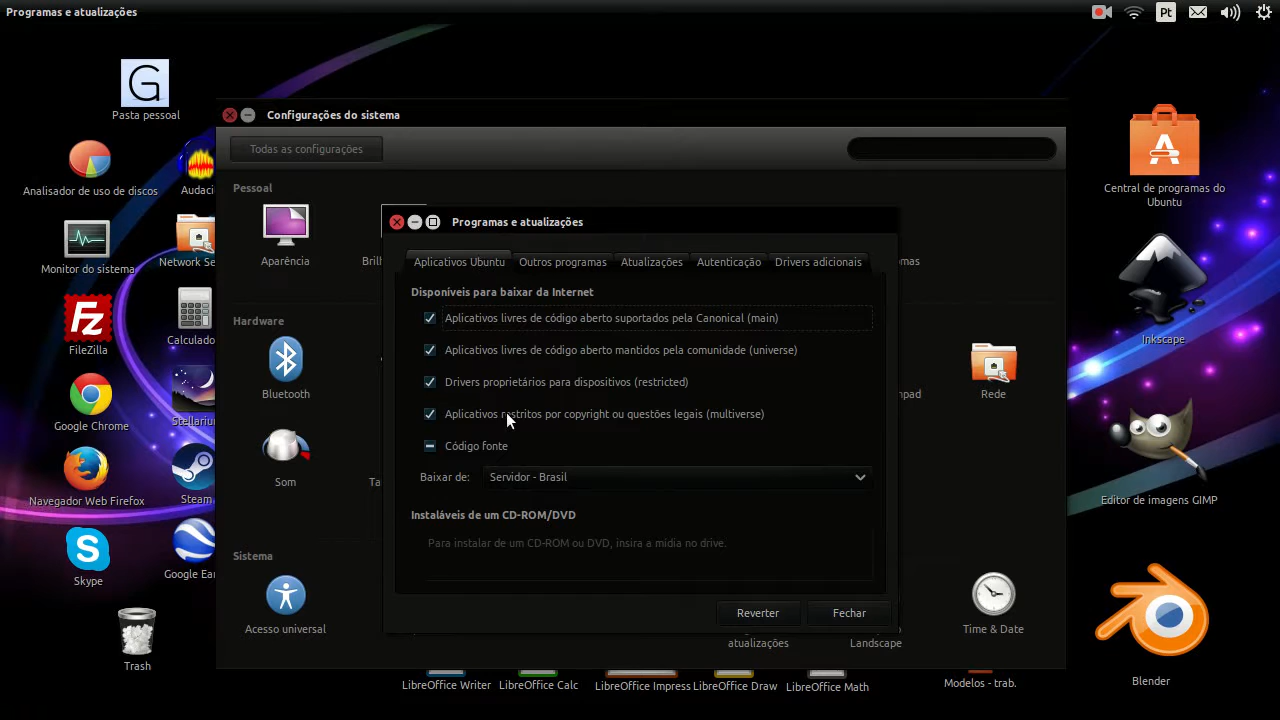 Programas e atualizações
Pt
G
Pasta pessoal
Analisador de uso de discos
Audaci
Monitor do sistema
Network Se
Fz
FileZilla
Calculado
Google Chrome
Stellarium
Navegador Web Firefox
Steam
Skype
Google Ear
Trash
Configurações do sistema
Todas as configurações
Pessoal
Aparência
Bril
Hardware
Bluetooth
Som
Ta
Sistema
Acesso universal
Programas e atualizações
Aplicativos Ubuntu
Outros programas
Atualizações
Autenticação
Drivers adicionais
Disponíveis para baixar da Internet
Aplicativos livres de código aberto suportados pela Canonical (main)
Aplicativos livres de código aberto mantidos pela comunidade (universe)
Drivers proprietários para dispositivos (restricted)
Aplicativos restritos por copyright ou questões legais (multiverse)
Código fonte
Baixar de:
Servidor - Brasil
Instaláveis de um CD-ROM/DVD
Para instalar de um CD-ROM ou DVD, insira a mídia no drive.
Reverter
Fechar
mas
pad
Rede
atualizações
Landscape
Time & Date
LibreOffice Writer
LibreOffice Calc
LibreOffice Impress
LibreOffice Draw
LibreOffice Math
Modelos - trab.
Central de programas do
Ubuntu
Inkscape
Editor de imagens GIMP
Blender